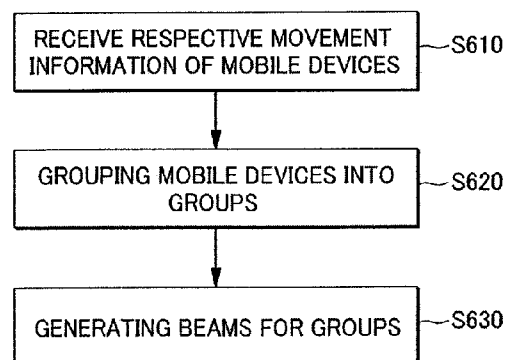 RECEIVE RESPECTIVE MOVEMENT
INFORMATION OF MOBILE DEVICES
S610
GROUPING MOBILE DEVICES INTO
GROUPS
S620
GENERATING BEAMS FOR GROUPS
S630